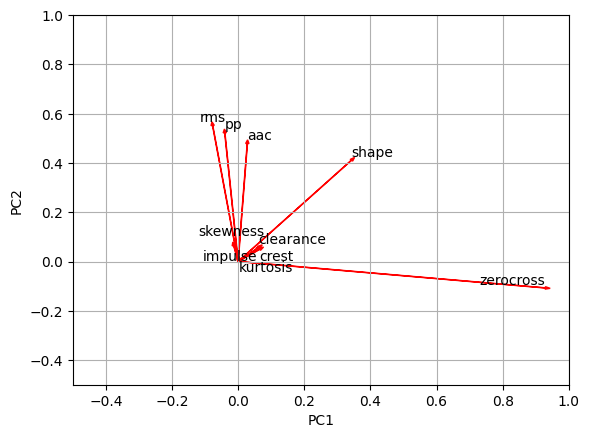 1.0
0.8
0.6
0.4
0.2
0.0
−0.2
−0.4
PC2
rms
pp
aac
shape
skewness
clearance
impulse
crest
kurtosis
zerocross
−0.4
−0.2
0.0
0.2
0.4
0.6
0.8
1.0
PC1